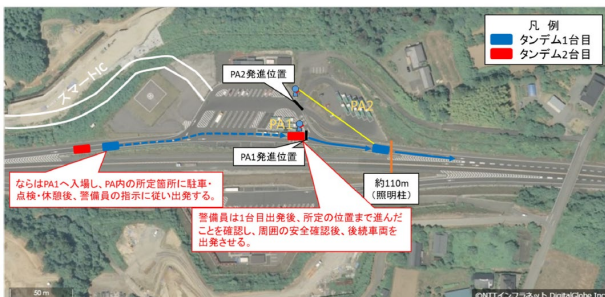 凡　例
タンデム1台目
タンデム2台目
スマートIC
PA2発進位置
PA2
PA1
PA1発進位置
ならはPA1へ入場し、PA内の所定箇所に駐車・
点検・休憩後、警備員の指示に従い出発する。
約110m
(照明柱)
警備員は1台目出発後、所定の位置まで進んだ
ことを確認し、周囲の安全確認後、後続車両を
出発させる。
50 m
©NTTインフラネット, DigitalGlobe, Inc.